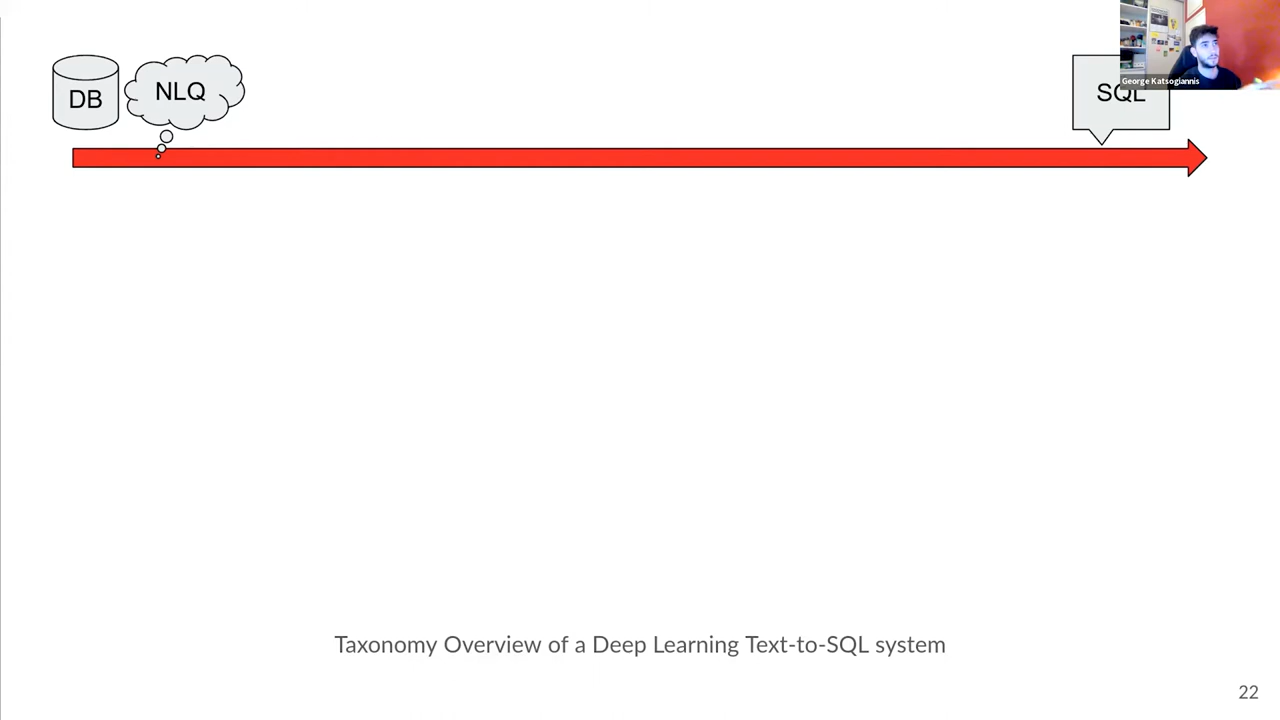 DB
NLQ
SQL
George Katsogiannis
Taxonomy Overview of a Deep Learning Text-to-SQL system
22